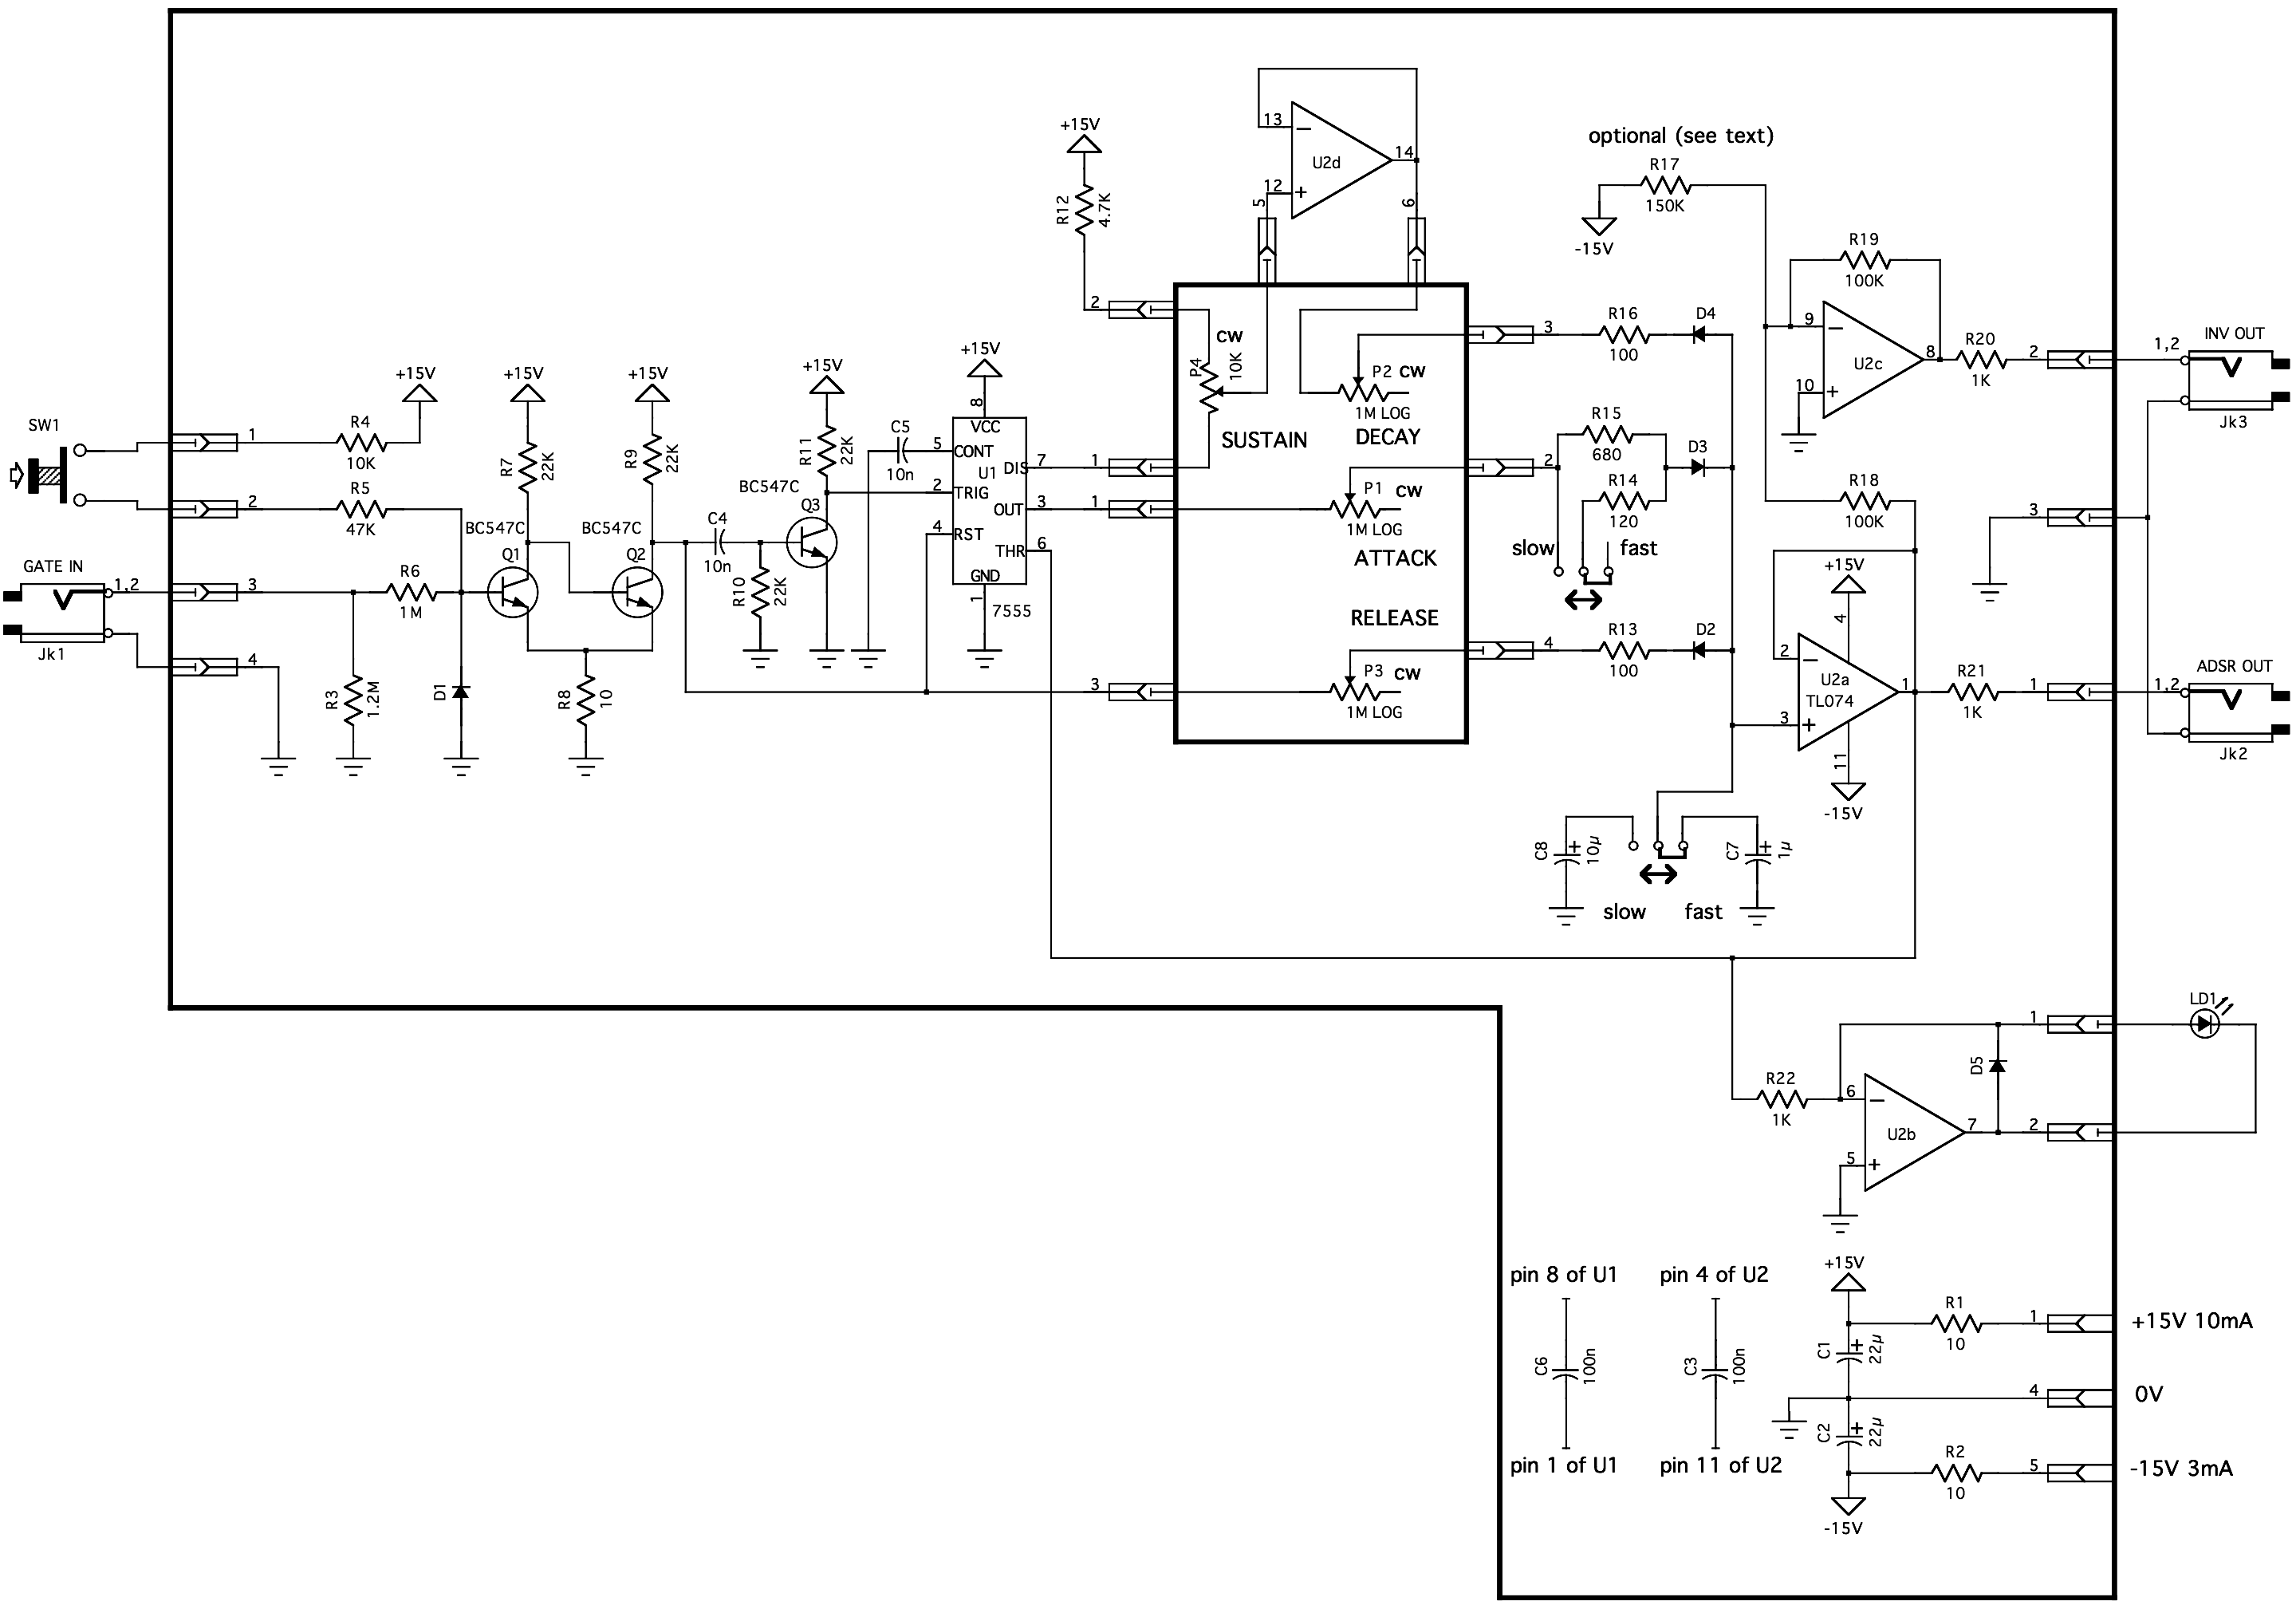 SW1
GATE IN
1,2
Jk1
1
R4
10K
+15V
2
R5
47K
3
R6
1M
4
R3
1.2M
D1
+15V
R7
22K
BC547C
Q1
R8
10
+15V
R9
22K
BC547C
Q2
C4
10n
R10
22K
+15V
R11
22K
BC547C
Q3
C5
10n
+15V
8
VCC
5
CONT
U1
DIS
7
2
TRIG
OUT
3
4
RST
THR
6
GND
1
7555
+15V
R12
4.7K
2
1
1
3
13
−
U2d
14
12
+
5
6
CW
P4
10K
SUSTAIN
P2
CW
1M LOG
DECAY
P1
CW
1M LOG
ATTACK
RELEASE
P3
CW
1M LOG
3
R16
100
D4
2
R15
680
R14
120
D3
slow
fast
4
R13
100
D2
optional (see text)
R17
150K
-15V
R19
100K
9
−
U2c
8
10
+
R20
1K
2
1,2
INV OUT
Jk3
R18
100K
3
+15V
4
2
−
U2a
TL074
1
3
+
11
-15V
R21
1K
1
1,2
ADSR OUT
Jk2
C8
10µ
+
C7
1µ
+
slow
fast
LD1
1
D5
R22
1K
6
−
U2b
7
5
+
2
pin 8 of U1
C6
100n
pin 1 of U1
pin 4 of U2
C3
100n
pin 11 of U2
+15V
R1
10
1
+15V 10mA
C1
+
22µ
4
0V
C2
+
22µ
R2
10
5
-15V 3mA
-15V